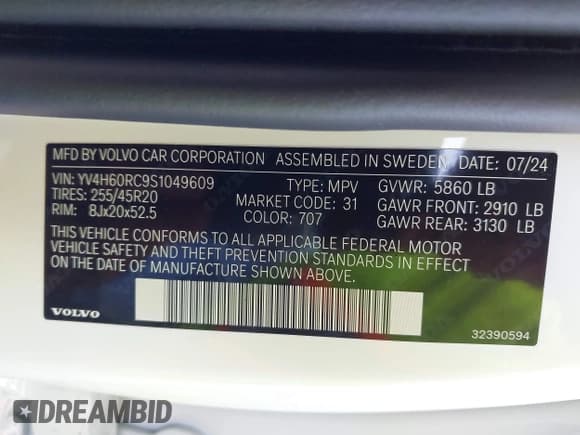 MFD BY VOLVO CAR CORPORATION ASSEMBLED IN SWEDEN DATE: 07/24
VIN: YV4H60RC9S1049609 TYPE: MPV GVWR: 5860 LB
TIRES: 255/45R20 MARKET CODE: 31 GAWR FRONT: 2910 LB
RIM: 8Jx20x52.5 COLOR: 707 GAWR REAR: 3130 LB
THIS VEHICLE CONFORMS TO ALL APPLICABLE FEDERAL MOTOR
VEHICLE SAFETY AND THEFT PREVENTION STANDARDS IN EFFECT
ON THE DATE OF MANUFACTURE SHOWN ABOVE.
VOLVO 32390594
DREAMBID